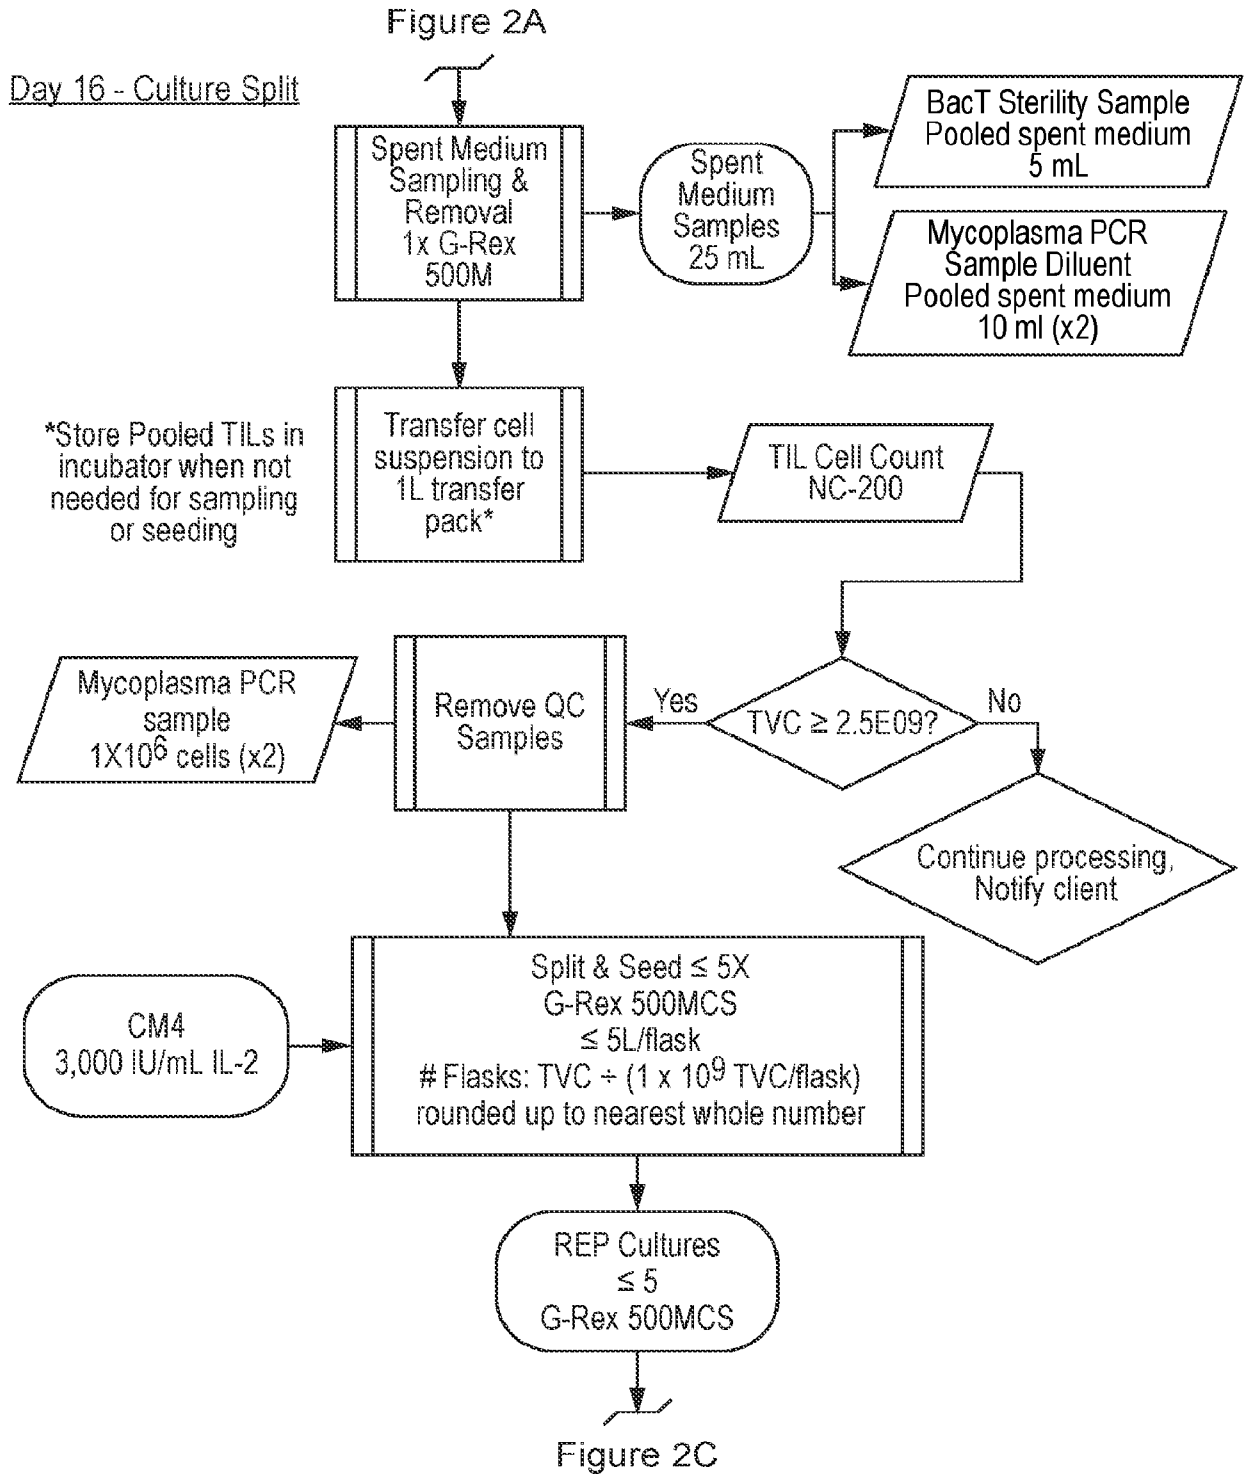 Figure 2A
Day 16 - Culture Split
Spent Medium
Sampling &
Removal
1x G-Rex
500M
Spent
Medium
Samples
25 mL
BacT Sterility Sample
Pooled spent medium
5 mL
Mycoplasma PCR
Sample Diluent
Pooled spent medium
10 ml (x2)
*Store Pooled TILs in
incubator when not
needed for sampling
or seeding
Transfer cell
suspension to
1L transfer
pack*
TIL Cell Count
NC-200
Mycoplasma PCR
sample
1X10⁶ cells (x2)
Remove QC
Samples
Yes
TVC ≥ 2.5E09?
No
Continue processing,
Notify client
CM4
3,000 IU/mL IL-2
Split & Seed ≤ 5X
G-Rex 500MCS
≤ 5L/flask
# Flasks: TVC ÷ (1 x 10⁹ TVC/flask)
rounded up to nearest whole number
REP Cultures
≤ 5
G-Rex 500MCS
Figure 2C